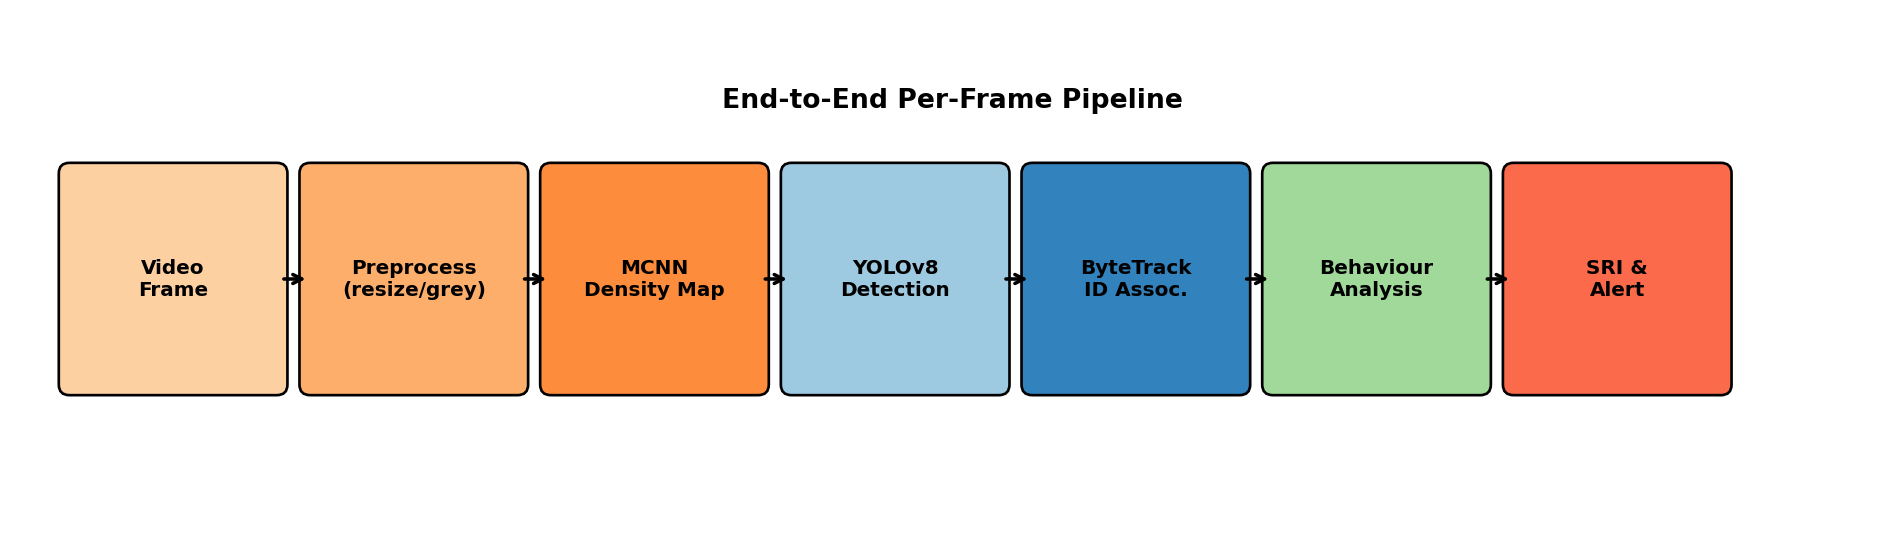 End-to-End Per-Frame Pipeline
Video
Frame
Preprocess
(resize/grey)
MCNN
Density Map
YOLOv8
Detection
ByteTrack
ID Assoc.
Behaviour
Analysis
SRI &
Alert